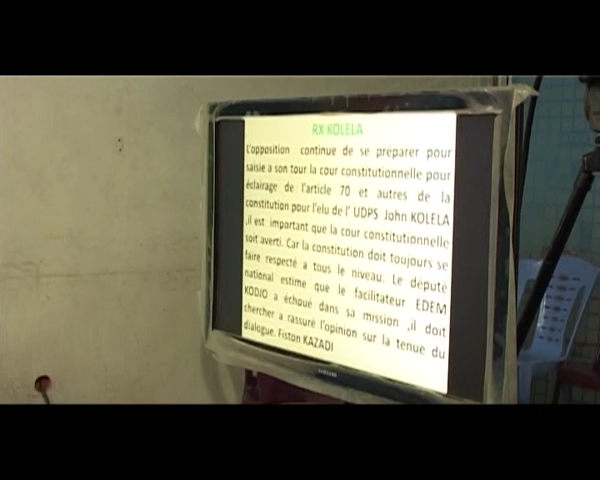 RX KOLELA
L'opposition continue de se preparer pour
saisie a son tour la cour constitutionnelle pour
éclairage de l'article 70 et autres de la
constitution pour l'elu de l' UDPS John KOLELA
,il est important que la cour constitutionnelle
soit averti. Car la constitution doit toujours se
faire respecté a tous le niveau. Le député
national estime que le facilitateur EDEM
KODJO a échoué dans sa mission ,il doit
chercher a rassuré l'opinion sur la tenue du
dialogue. Fiston KAZADI
SAMSUNG